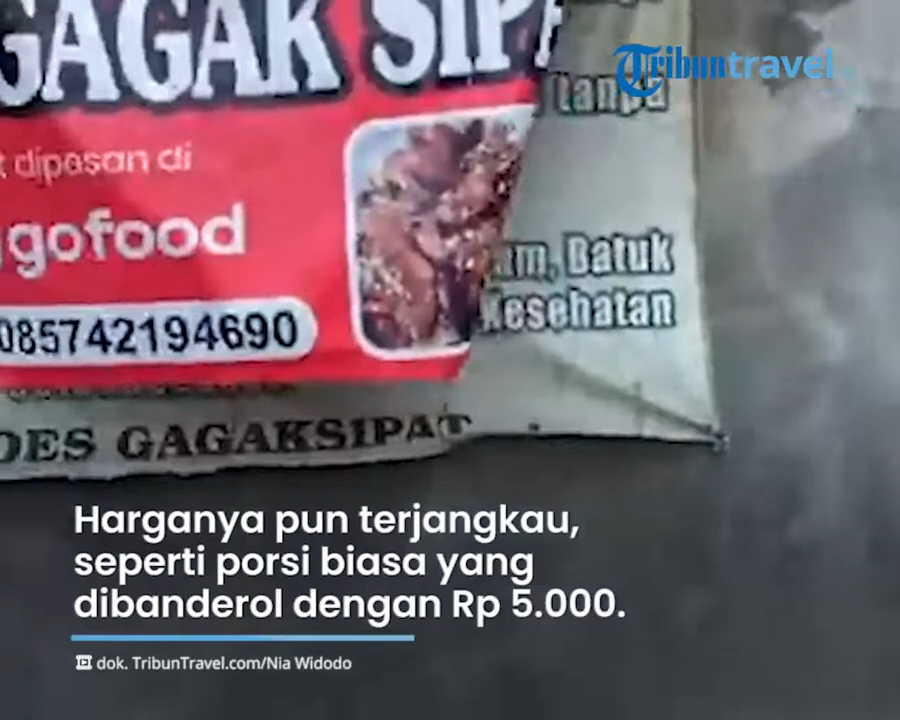 GAGAK SIP
Tribuntravel
tanpa
dipesan di
gofood
Batuk
085742194690
Kesehatan
DES GAGAKSIPAT
Harganya pun terjangkau,
seperti porsi biasa yang
dibanderol dengan Rp 5.000.
dok. TribunTravel.com/Nia Widodo